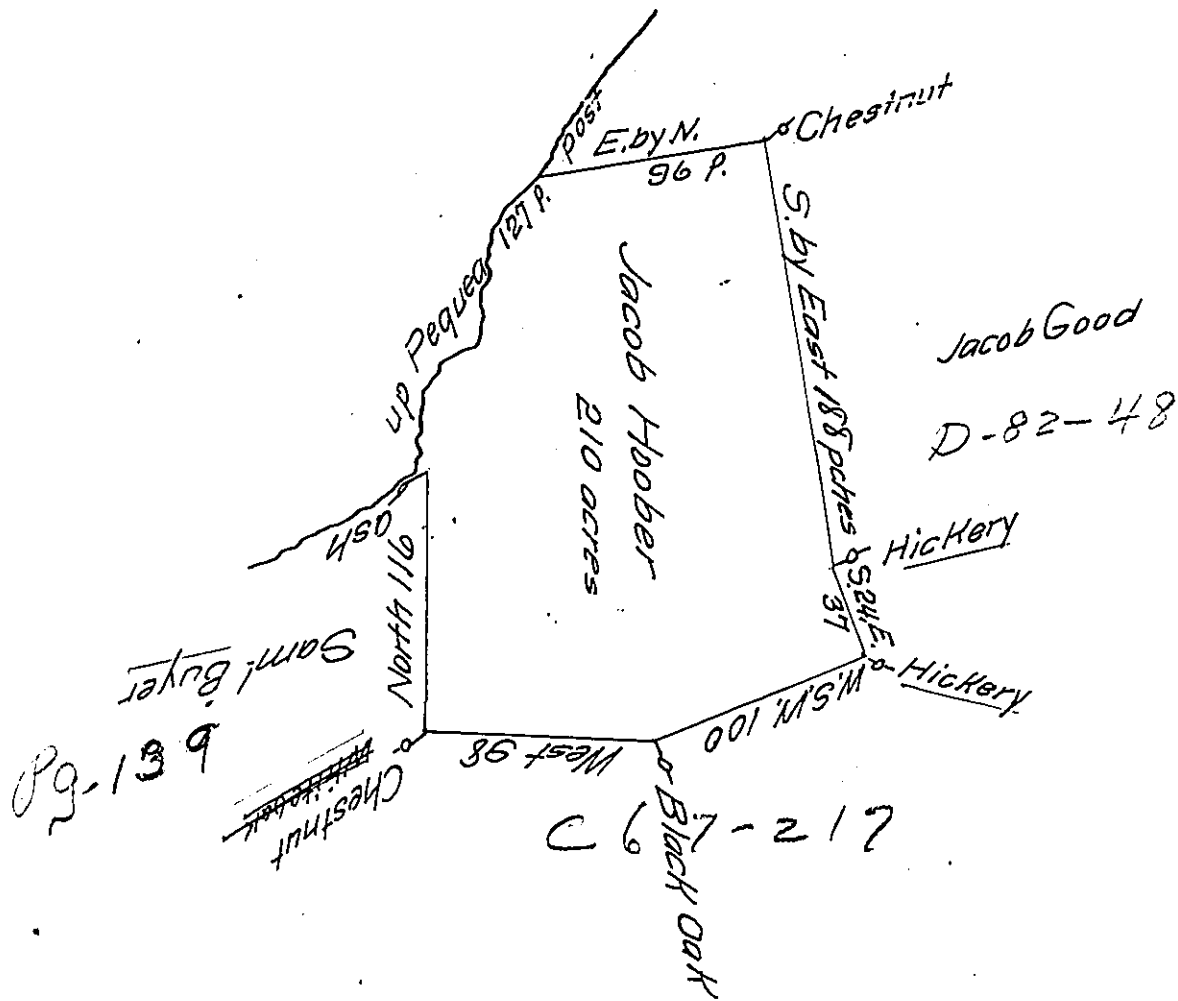 post
E. by N.
96 P.
Chestnut
127 P.
up Pequea
S. by East 188 pches
Jacob Hoober
210 acres
Jacob Good
D-82-48
Hickery
S.24,E.
37
Hickery
W.S.W. 100
West 98
North 116
ash
Saml Buyer
Pg-139
Chestnut
C 67-217
Black Oak